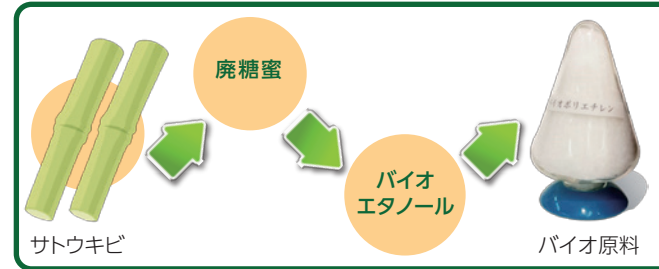 廃糖蜜
バイオ
エタノール
バイオポリエチレン
サトウキビ
バイオ原料